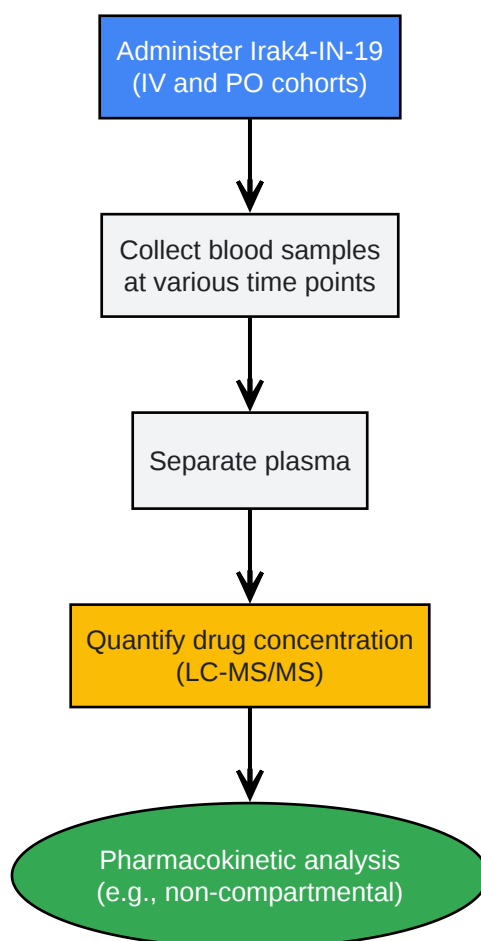 Administer Irak4-IN-19
(IV and PO cohorts)
Collect blood samples
at various time points
Separate plasma
Quantify drug concentration
(LC-MS/MS)
Pharmacokinetic analysis
(e.g., non-compartmental)